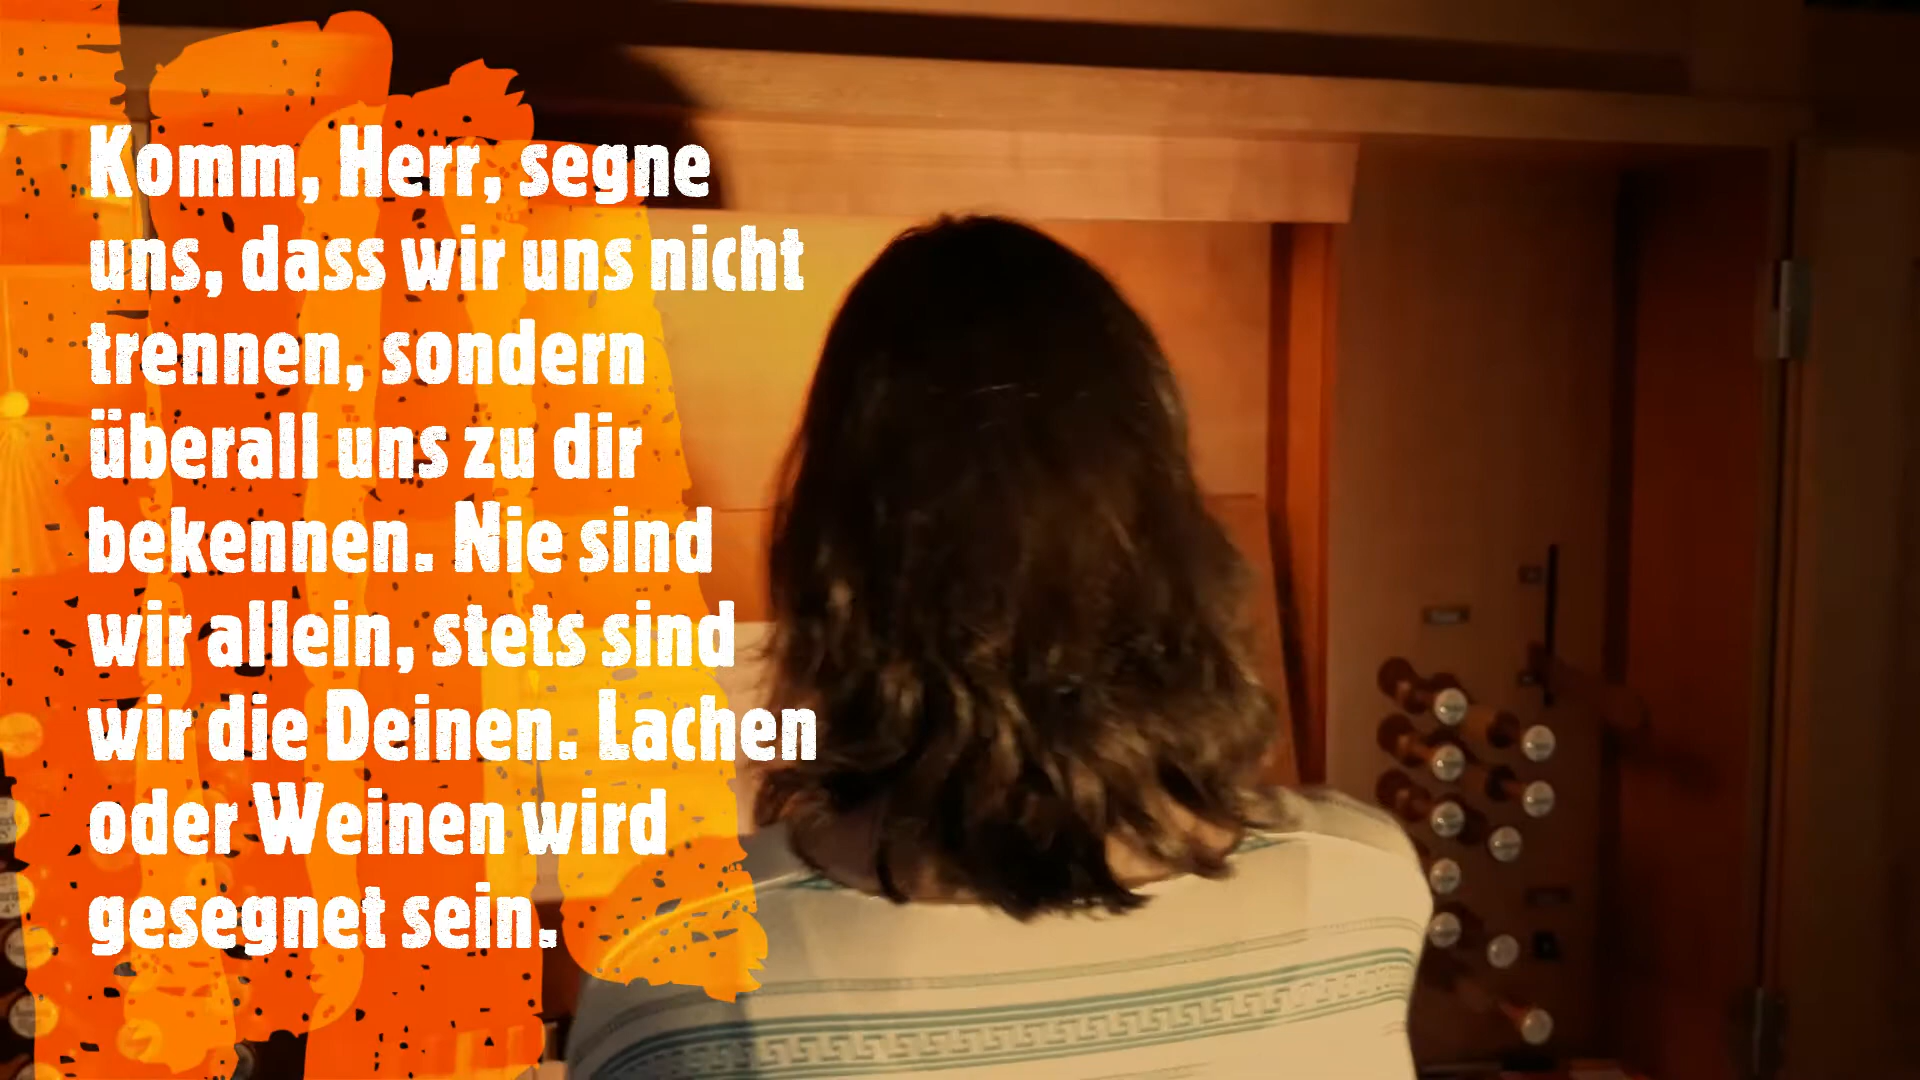 Komm, Herr, segne
uns, dass wir uns nicht
trennen, sondern
überall uns zu dir
bekennen. Nie sind
wir allein, stets sind
wir die Deinen. Lachen
oder Weinen wird
gesegnet sein.